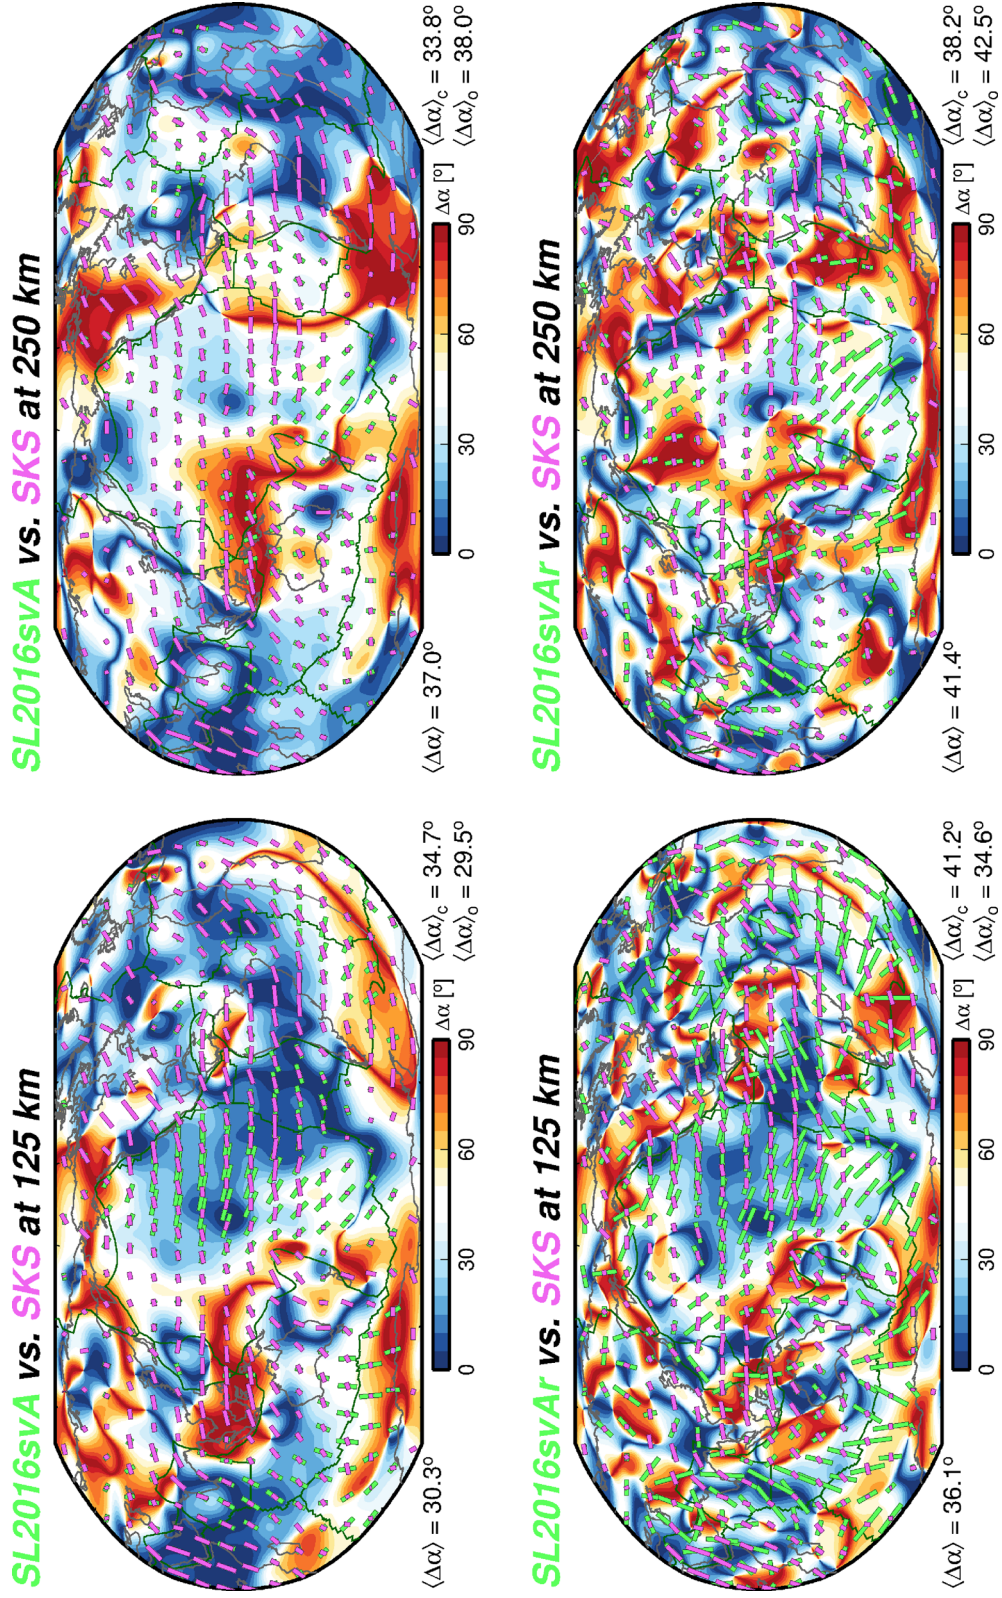 SL2016svA vs. SKS at 125 km
⟨Δα⟩ = 30.3°
0 30 60 90
Δα [°]
⟨Δα⟩c = 34.7°
⟨Δα⟩o = 29.5°
SL2016svA vs. SKS at 250 km
⟨Δα⟩ = 37.0°
0 30 60 90
Δα [°]
⟨Δα⟩c = 33.8°
⟨Δα⟩o = 38.0°
SL2016svAr vs. SKS at 125 km
⟨Δα⟩ = 36.1°
0 30 60 90
Δα [°]
⟨Δα⟩c = 41.2°
⟨Δα⟩o = 34.6°
SL2016svAr vs. SKS at 250 km
⟨Δα⟩ = 41.4°
0 30 60 90
Δα [°]
⟨Δα⟩c = 38.2°
⟨Δα⟩o = 42.5°